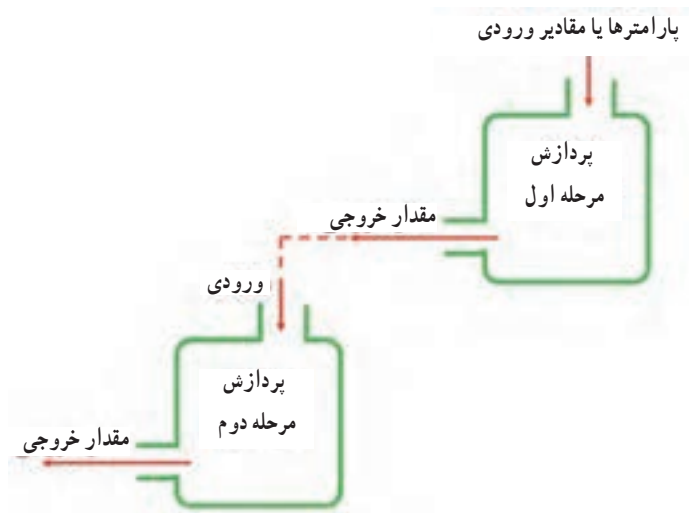 پارامترها یا مقادیر ورودی
پردازش
مرحله اول
مقدار خروجی
ورودی
پردازش
مرحله دوم
مقدار خروجی